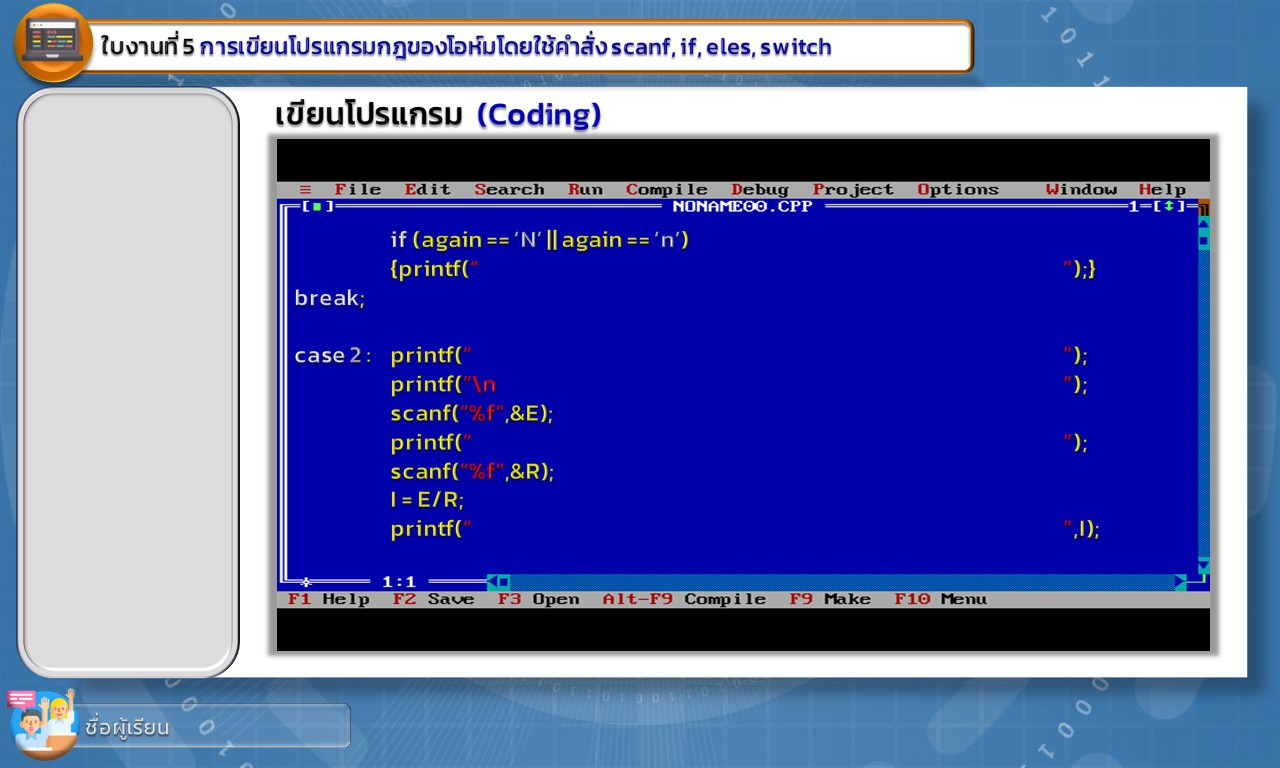 ใบงานที่ 5 การเขียนโปรแกรมกฎของโอห์มโดยใช้คำสั่ง scanf, if, eles, switch
เขียนโปรแกรม (Coding)
≡ File Edit Search Run Compile Debug Project Options Window Help
[■] NONAME00.CPP 1=[↕]
if (again == ‘N’ || again == ‘n’)
{printf(“ ”);}
break;
case 2 : printf(“ ”);
printf(“\n ”);
scanf(“%f”,&E);
printf(“ ”);
scanf(“%f”,&R);
I = E/R;
printf(“ ”,I);
* 1:1
F1 Help F2 Save F3 Open Alt-F9 Compile F9 Make F10 Menu
ชื่อผู้เรียน